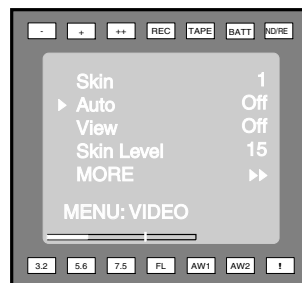 - + ++ REC TAPE BATT ND/RE
Skin 1
Auto Off
View Off
Skin Level 15
MORE
MENU: VIDEO
3.2 5.6 7.5 FL AW1 AW2 !